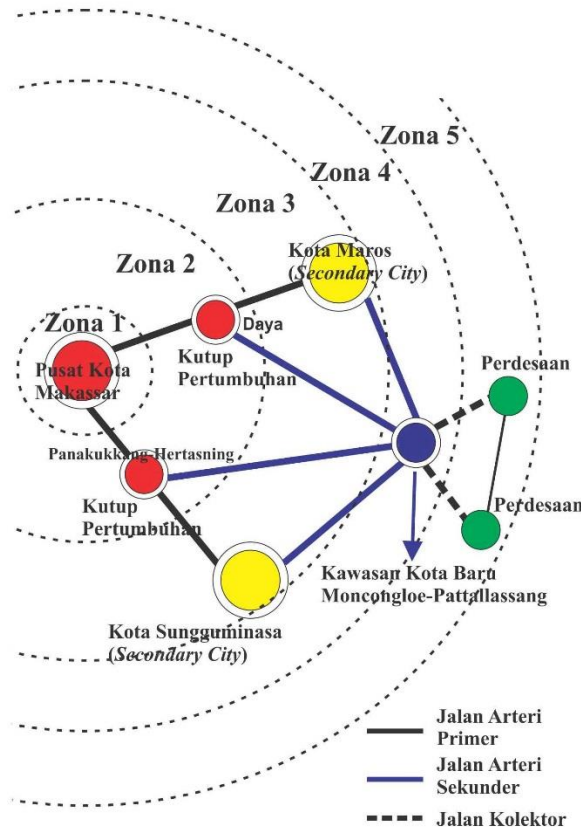 Zona 5
Zona 4
Zona 3
Kota Maros
(Secondary City)
Zona 2
Daya
Zona 1
Kutup
Pertumbuhan
Pusat Kota
Makassar
Perdesaan
Panakukkang-Hertasning
Kutup
Pertumbuhan
Perdesaan
Kawasan Kota Baru
Moncongloe-Pattallassang
Kota Sungguminasa
(Secondary City)
Jalan Arteri
Primer
Jalan Arteri
Sekunder
Jalan Kolektor